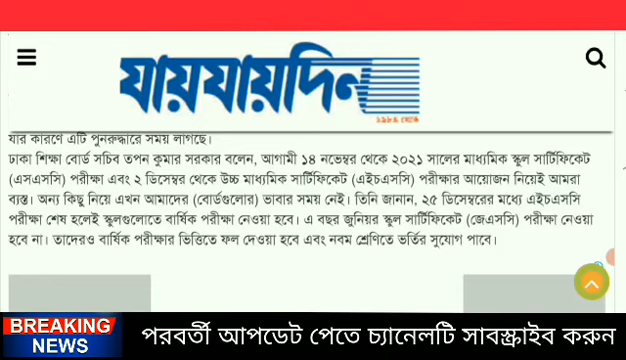 যায়যায়দিন
১৯৮৪ থেকে
যার কারণে এটি পুনরুদ্ধারে সময় লাগছে।
ঢাকা শিক্ষা বোর্ড সচিব তপন কুমার সরকার বলেন, আগামী ১৪ নভেম্বর থেকে ২০২১ সালের মাধ্যমিক স্কুল সার্টিফিকেট
(এসএসসি) পরীক্ষা এবং ২ ডিসেম্বর থেকে উচ্চ মাধ্যমিক সার্টিফিকেট (এইচএসসি) পরীক্ষার আয়োজন নিয়েই আমরা
ব্যস্ত। অন্য কিছু নিয়ে এখন আমাদের (বোর্ডগুলোর) ভাবার সময় নেই। তিনি জানান, ২৫ ডিসেম্বরের মধ্যে এইচএসসি
পরীক্ষা শেষ হলেই স্কুলগুলোতে বার্ষিক পরীক্ষা নেওয়া হবে। এ বছর জুনিয়র স্কুল সার্টিফিকেট (জেএসসি) পরীক্ষা নেওয়া
হবে না। তাদেরও বার্ষিক পরীক্ষার ভিত্তিতে ফল দেওয়া হবে এবং নবম শ্রেণিতে ভর্তির সুযোগ পাবে।
BREAKING
NEWS
পরবর্তী আপডেট পেতে চ্যানেলটি সাবস্ক্রাইব করুন